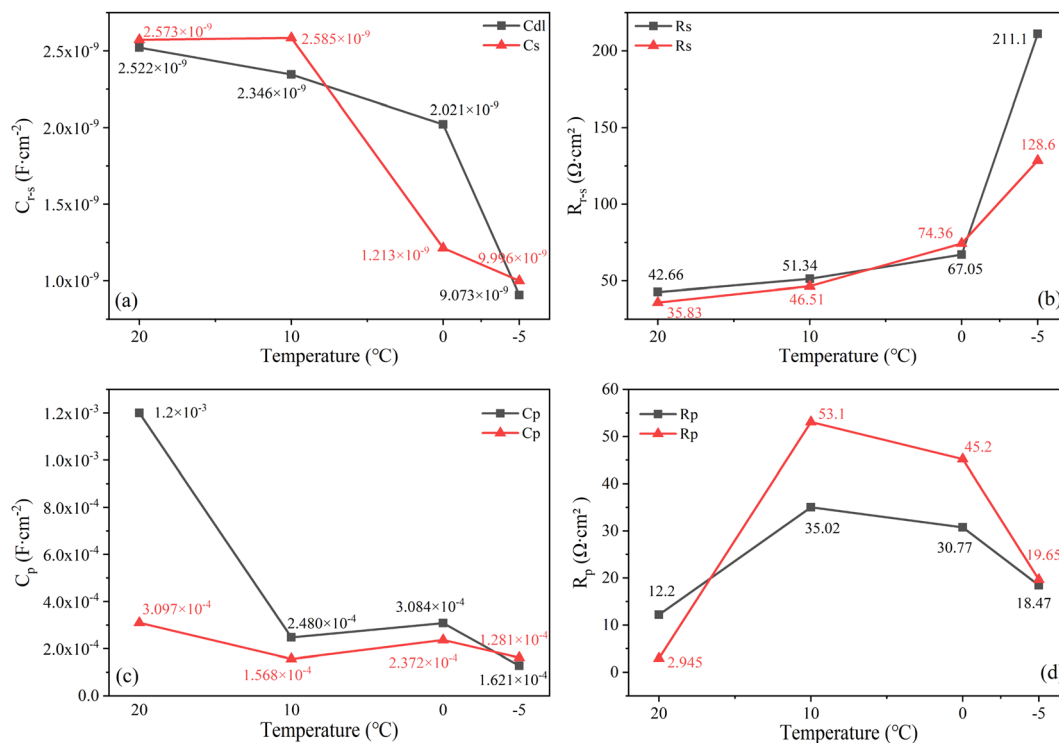 Cdl
Cs
2.573×10⁻⁹
2.585×10⁻⁹
2.522×10⁻⁹
2.346×10⁻⁹
2.021×10⁻⁹
1.213×10⁻⁹
9.996×10⁻⁹
9.073×10⁻⁹
2.5x10⁻⁹
2.0x10⁻⁹
1.5x10⁻⁹
1.0x10⁻⁹
C_r-s (F·cm⁻²)
(a)
20 10 0 -5
Temperature (℃)
Rs
Rs
211.1
128.6
74.36
67.05
51.34
46.51
42.66
35.83
200
150
100
50
R_r-s (Ω·cm²)
(b)
20 10 0 -5
Temperature (℃)
Cp
Cp
1.2×10⁻³
3.097×10⁻⁴
2.480×10⁻⁴
1.568×10⁻⁴
3.084×10⁻⁴
2.372×10⁻⁴
1.281×10⁻⁴
1.621×10⁻⁴
1.2x10⁻³
1.0x10⁻³
8.0x10⁻⁴
6.0x10⁻⁴
4.0x10⁻⁴
2.0x10⁻⁴
0.0
C_p (F·cm⁻²)
(c)
20 10 0 -5
Temperature (℃)
Rp
Rp
53.1
45.2
35.02
30.77
19.65
18.47
12.2
2.945
60
50
40
30
20
10
0
R_p (Ω·cm²)
(d)
20 10 0 -5
Temperature (℃)